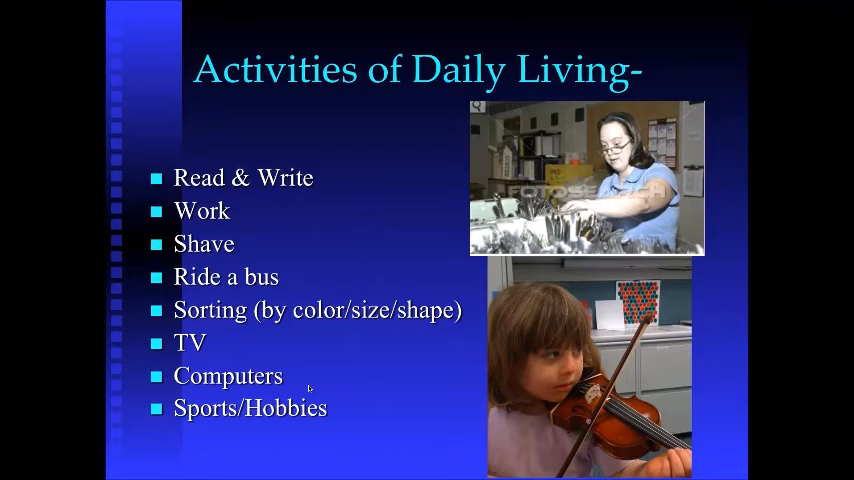 Activities of Daily Living-
Read & Write
Work
Shave
Ride a bus
Sorting (by color/size/shape)
TV
Computers
Sports/Hobbies
FOTOSEARCH